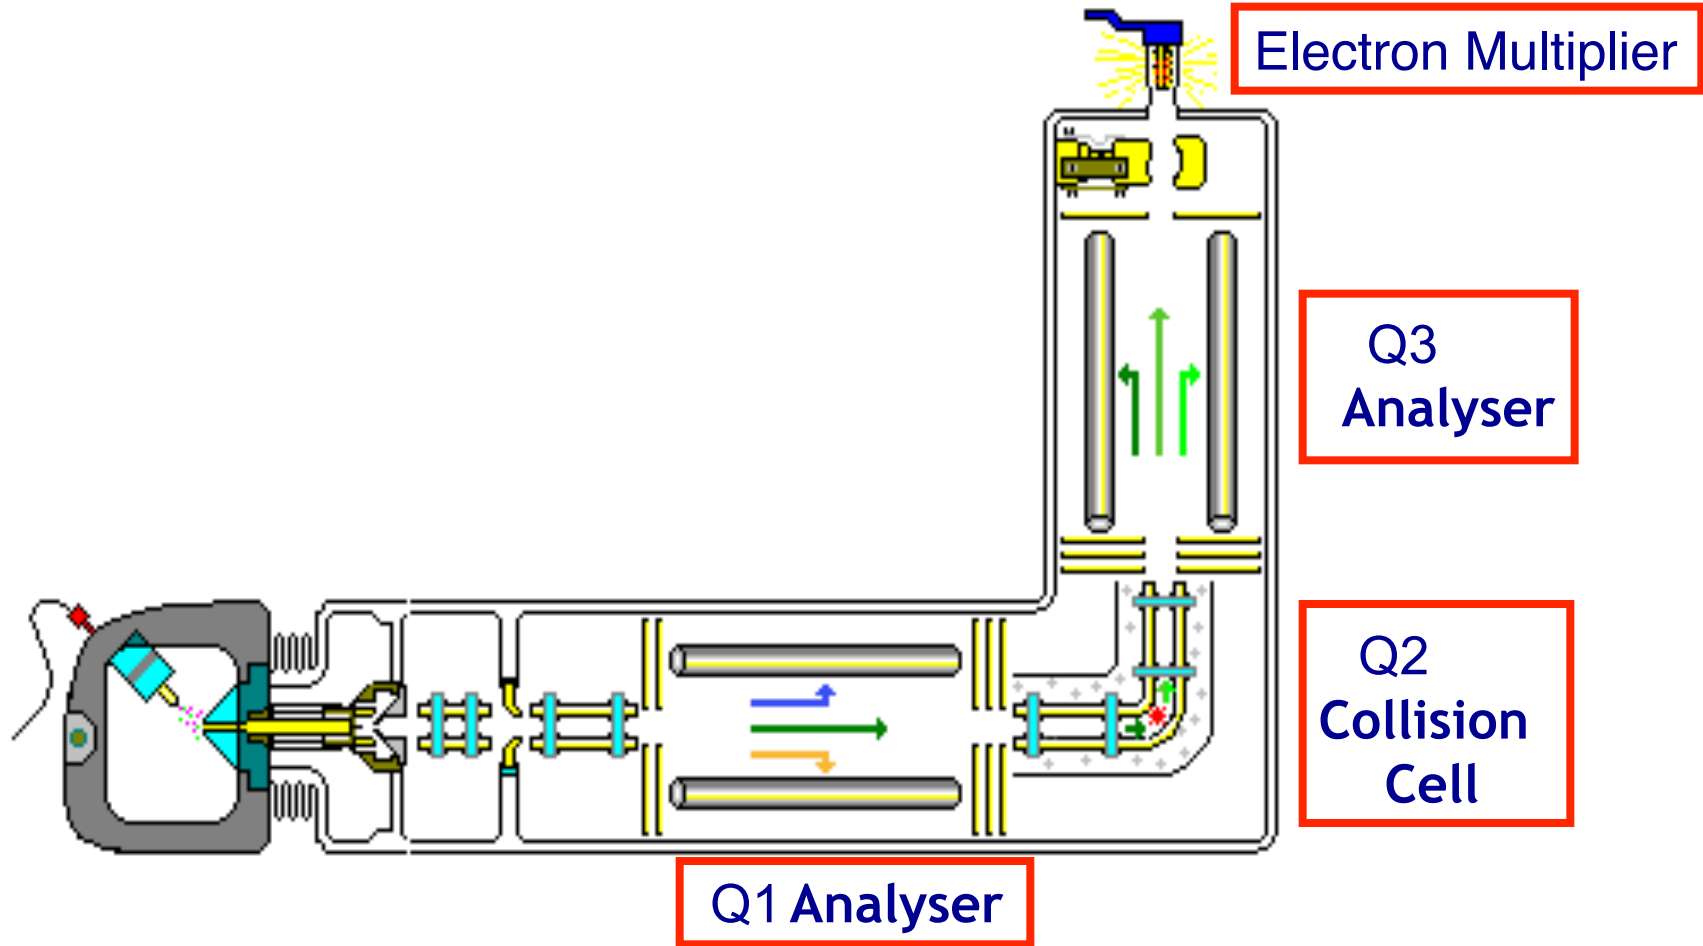 Electron Multiplier
Q3
Analyser
Q2
Collision
Cell
Q1 Analyser